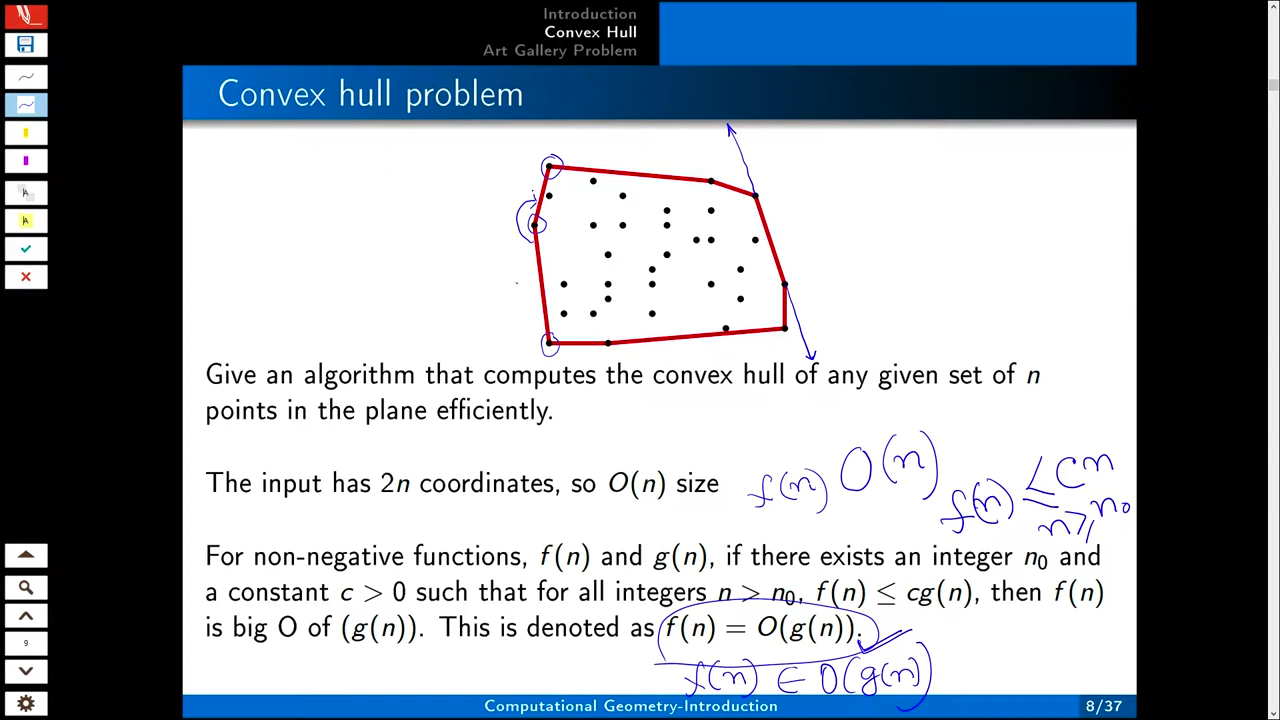 Introduction
Convex Hull
Art Gallery Problem
Convex hull problem
Give an algorithm that computes the convex hull of any given set of n
points in the plane efficiently.
The input has 2n coordinates, so O(n) size
f(n) O(n)
f(n) ≤ cn
n ≥ n₀
For non-negative functions, f(n) and g(n), if there exists an integer n₀ and
a constant c > 0 such that for all integers n > n₀, f(n) ≤ cg(n), then f(n)
is big O of (g(n)). This is denoted as f(n) = O(g(n)).
f(n) ∈ O(g(n))
Computational Geometry-Introduction
8/37
9